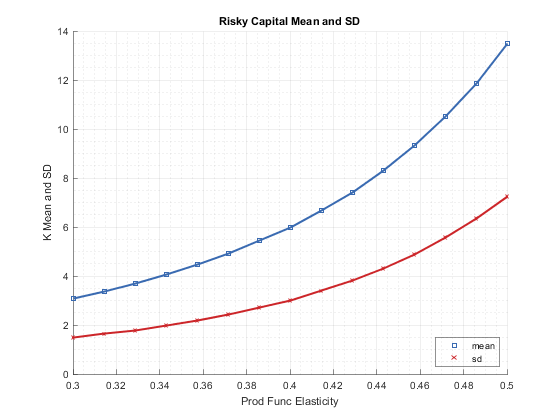 Risky Capital Mean and SD
14
12
10
8
6
4
2
0
K Mean and SD
0.3 0.32 0.34 0.36 0.38 0.4 0.42 0.44 0.46 0.48 0.5
Prod Func Elasticity
mean
sd